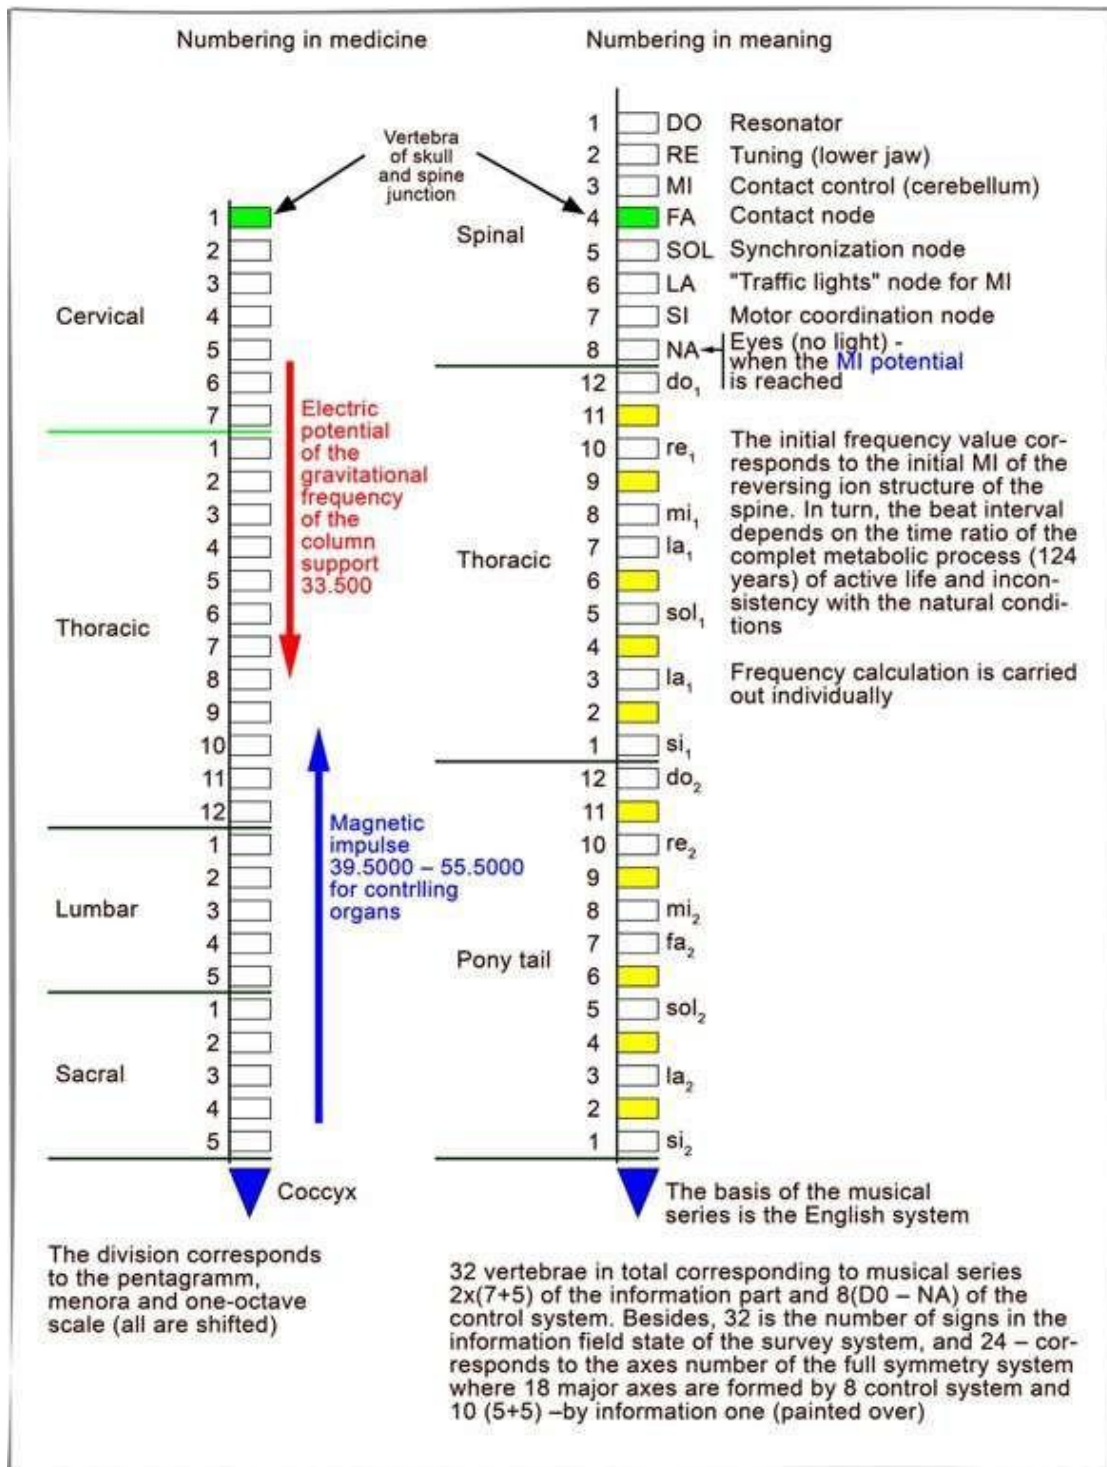 Numbering in medicine
Vertebra
of skull
and spine
junction
1
2
3
Cervical
4
5
6
7
1
2
3
4
5
Thoracic
6
7
8
9
10
11
12
1
2
Lumbar
3
4
5
1
2
Sacral
3
4
5
Coccyx
Electric
potential
of the
gravitational
frequency
of the
column
support
33.500
Magnetic
impulse
39.5000 – 55.5000
for contrlling
organs
The division corresponds
to the pentagramm,
menora and one-octave
scale (all are shifted)
Numbering in meaning
Spinal
1 DO Resonator
2 RE Tuning (lower jaw)
3 MI Contact control (cerebellum)
4 FA Contact node
5 SOL Synchronization node
6 LA "Traffic lights" node for MI
7 SI Motor coordination node
8 NA
Eyes (no light) -
when the MI potential
is reached
Thoracic
12 do₁
11
10 re₁
9
8 mi₁
7 la₁
6
5 sol₁
4
3 la₁
2
1 si₁
The initial frequency value cor-
responds to the initial MI of the
reversing ion structure of the
spine. In turn, the beat interval
depends on the time ratio of the
complet metabolic process (124
years) of active life and incon-
sistency with the natural condi-
tions
Frequency calculation is carried
out individually
Pony tail
12 do₂
11
10 re₂
9
8 mi₂
7 fa₂
6
5 sol₂
4
3 la₂
2
1 si₂
The basis of the musical
series is the English system
32 vertebrae in total corresponding to musical series
2x(7+5) of the information part and 8(D0 – NA) of the
control system. Besides, 32 is the number of signs in the
information field state of the survey system, and 24 – cor-
responds to the axes number of the full symmetry system
where 18 major axes are formed by 8 control system and
10 (5+5) –by information one (painted over)